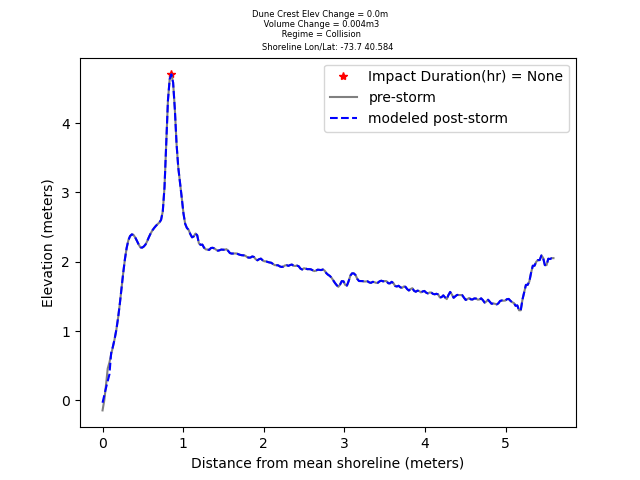 Dune Crest Elev Change = 0.0m
Volume Change = 0.004m3
Regime = Collision
Shoreline Lon/Lat: -73.7 40.584
Impact Duration(hr) = None
pre-storm
modeled post-storm
4
3
2
1
0
Elevation (meters)
0 1 2 3 4 5
Distance from mean shoreline (meters)